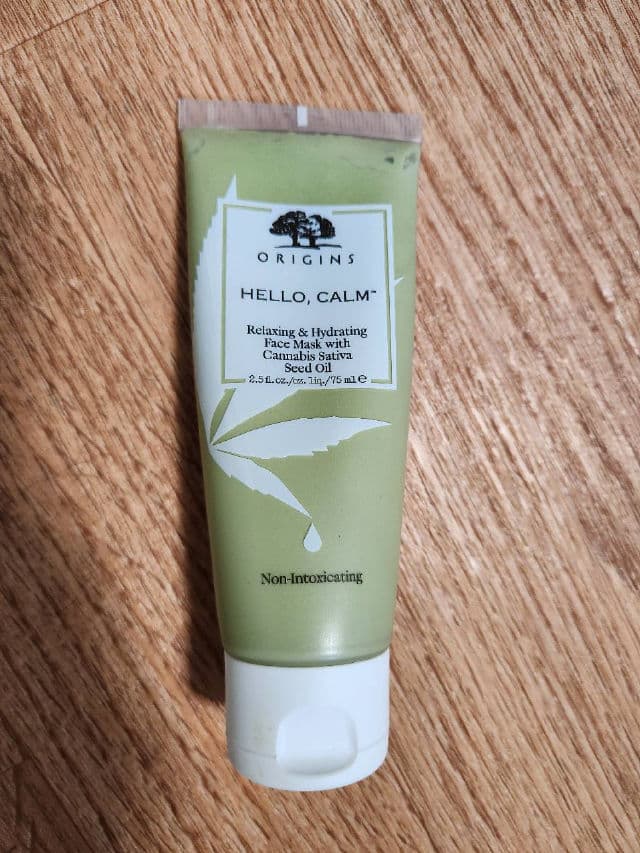 ORIGINS
HELLO, CALM™
Relaxing & Hydrating
Face Mask with
Cannabis Sativa
Seed Oil
2.5 fl.oz./oz. liq./75 ml ℮
Non-Intoxicating